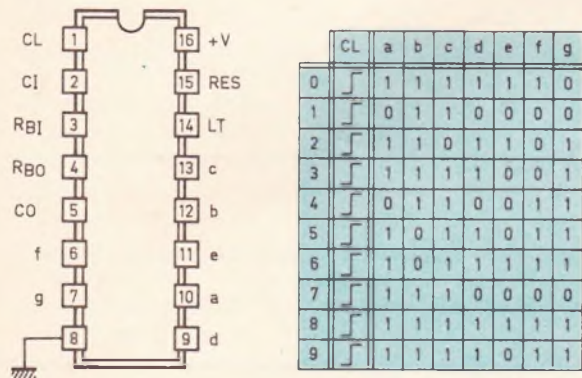 CL 1 16 +V
CI 2 15 RES
RBI 3 14 LT
RBO 4 13 c
CO 5 12 b
f 6 11 e
g 7 10 a
8 9 d
CL a b c d e f g
0 1 1 1 1 1 1 0
1 0 1 1 0 0 0 0
2 1 1 0 1 1 0 1
3 1 1 1 1 0 0 1
4 0 1 1 0 0 1 1
5 1 0 1 1 0 1 1
6 1 0 1 1 1 1 1
7 1 1 1 0 0 0 0
8 1 1 1 1 1 1 1
9 1 1 1 1 0 1 1